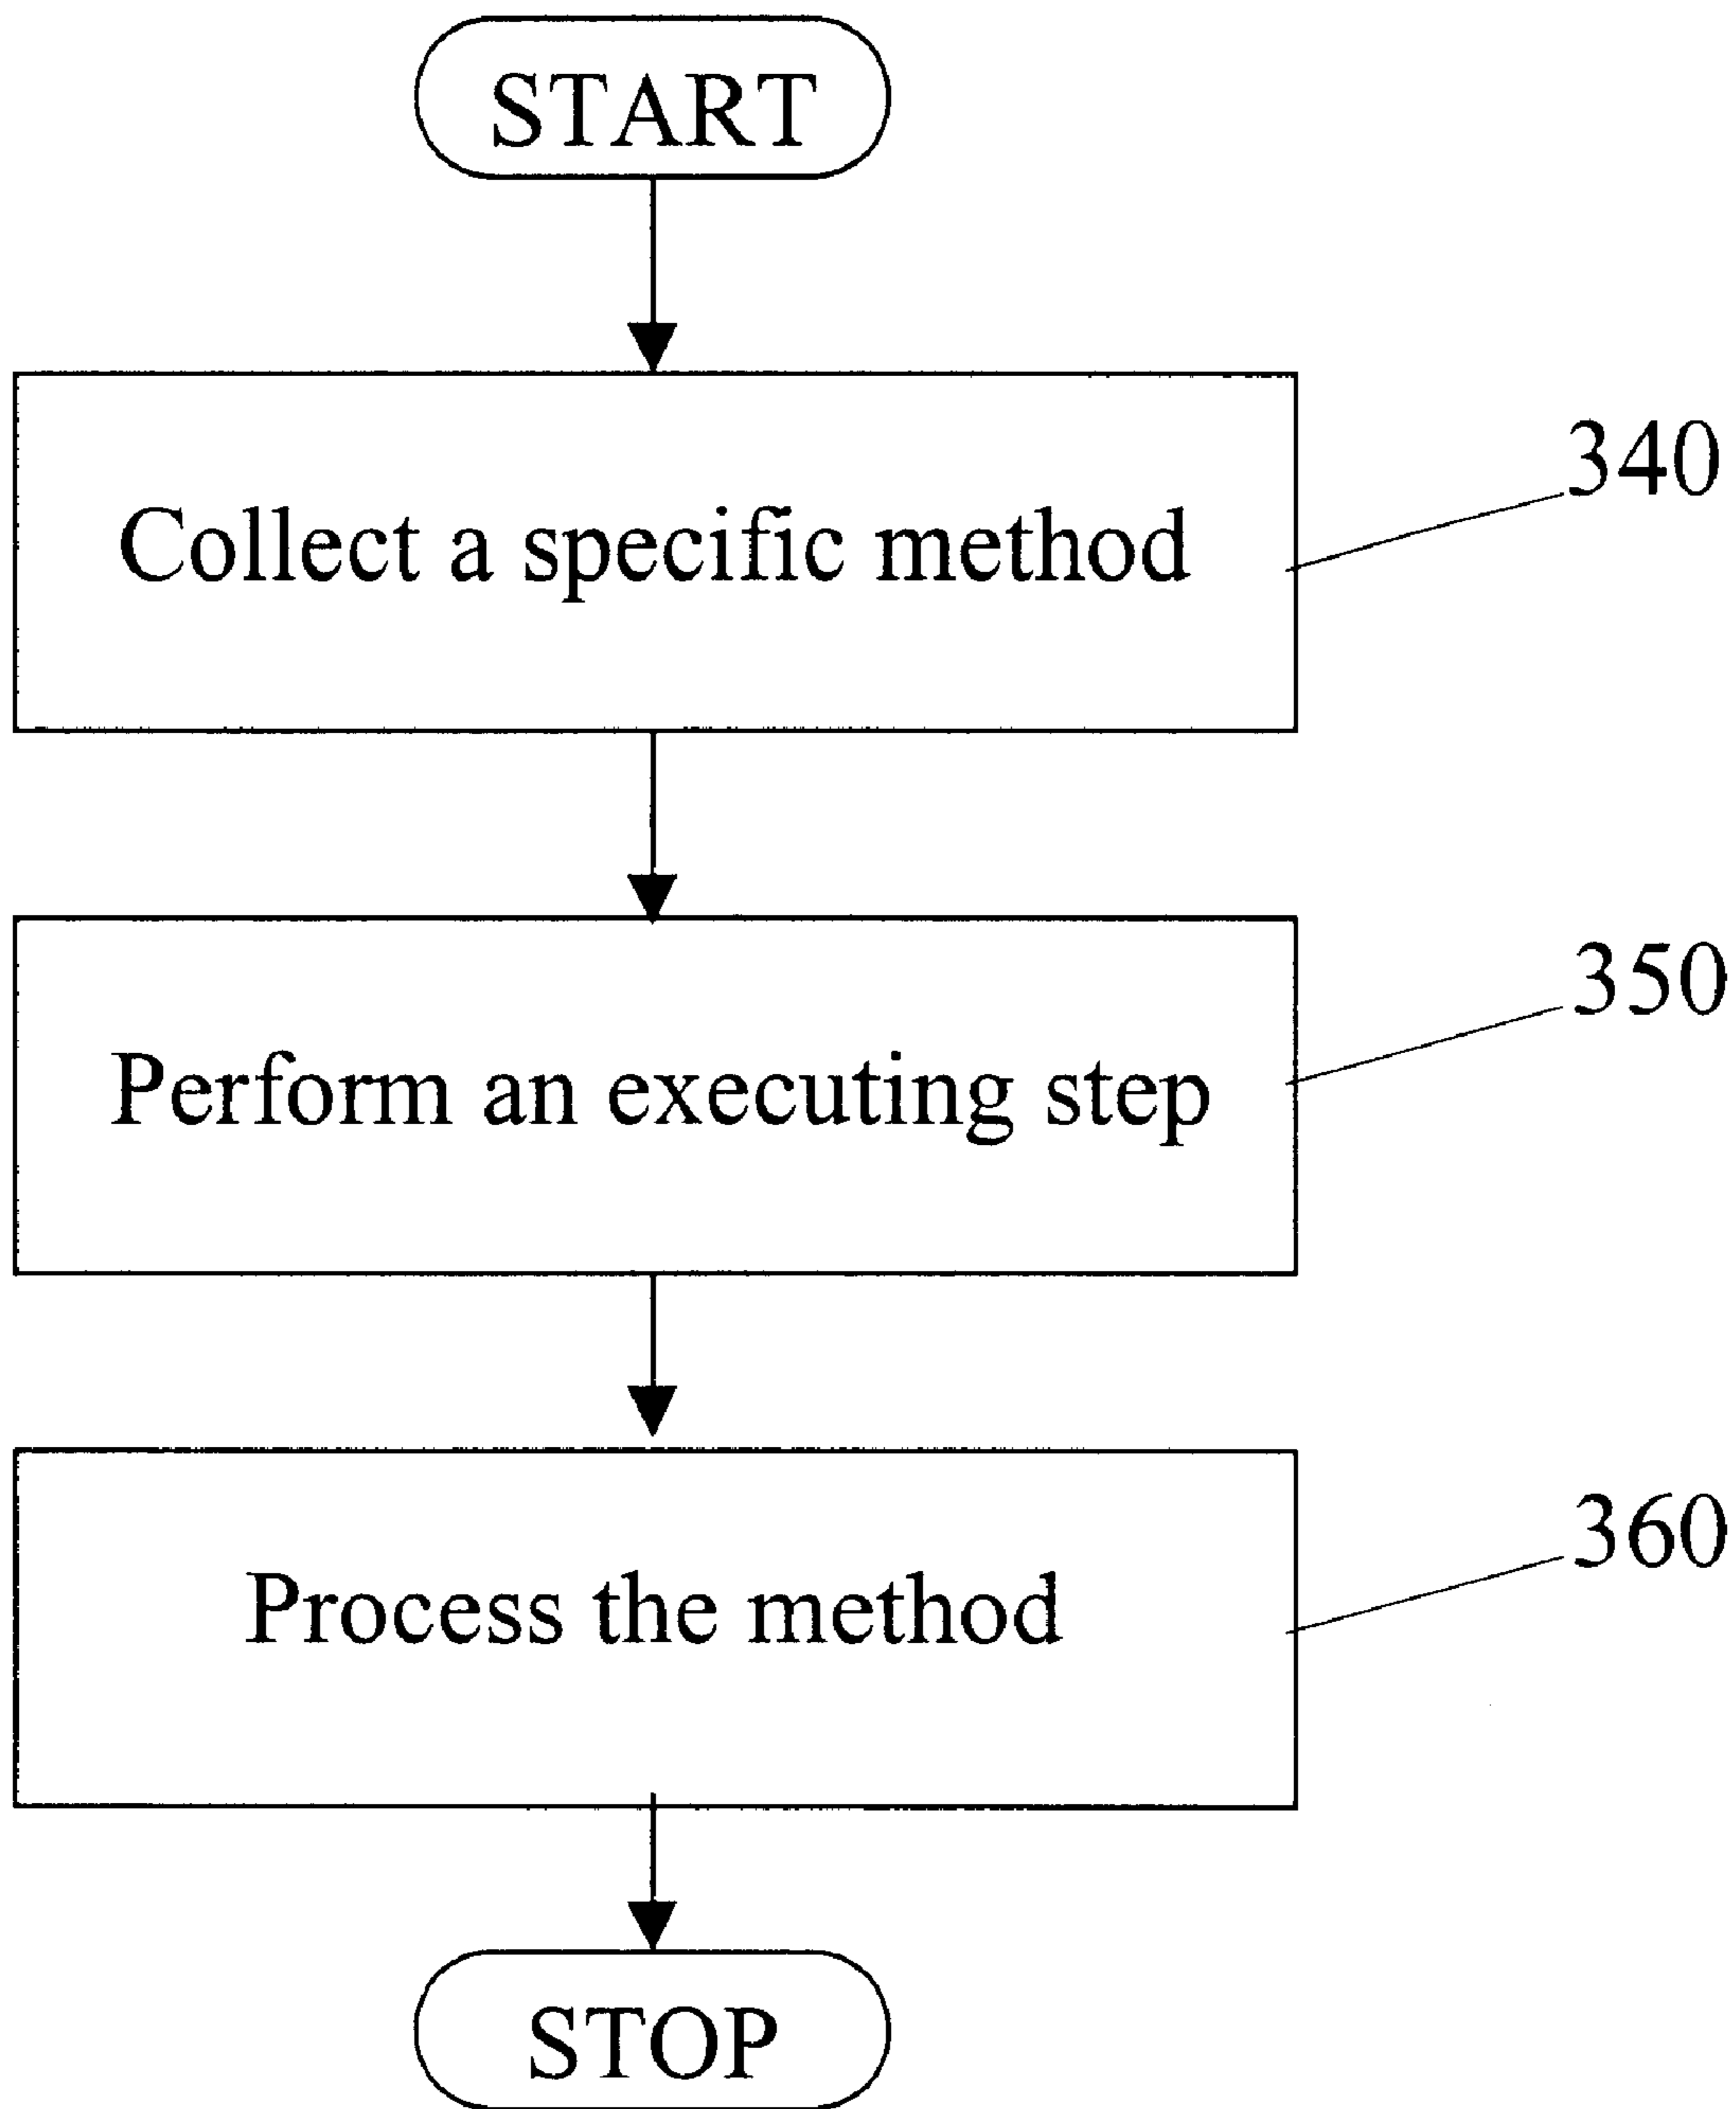 START
Collect a specific method
340
Perform an executing step
350
Process the method
360
STOP